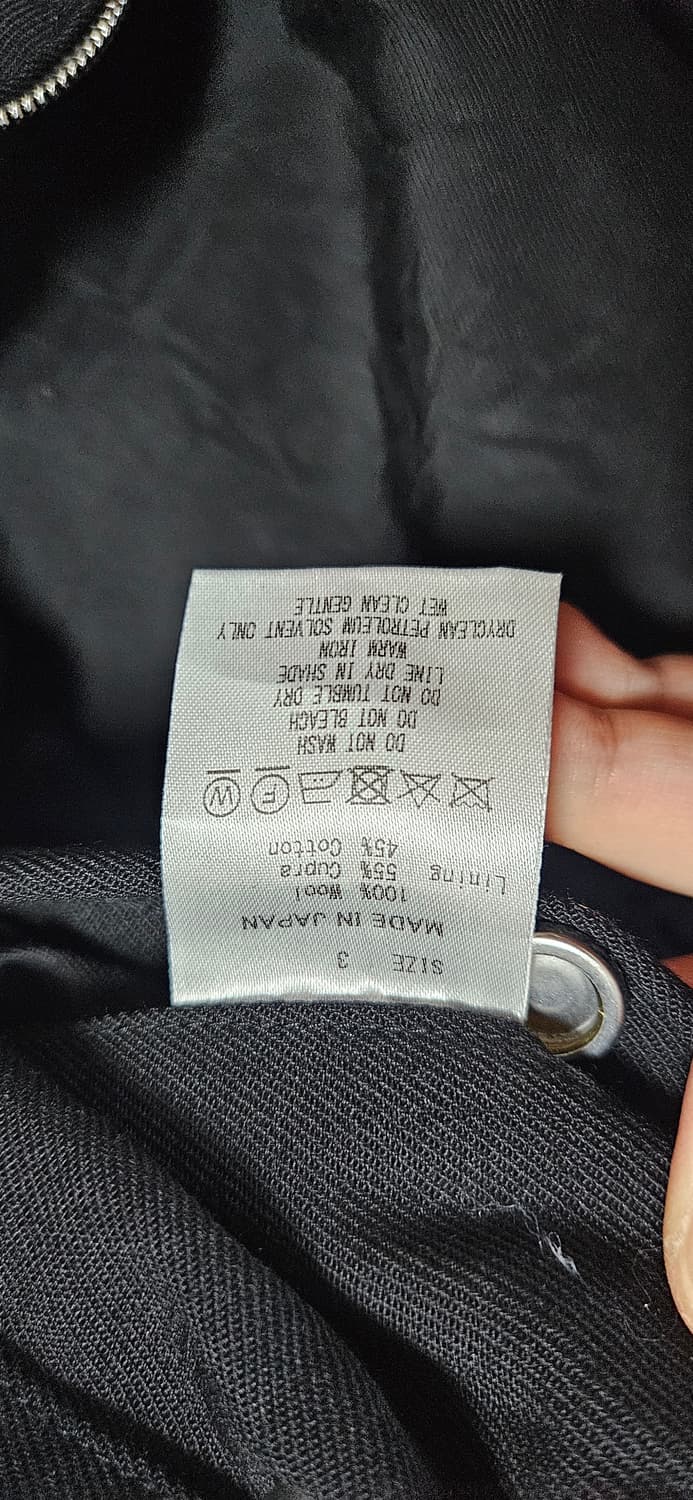 SIZE 3
MADE IN JAPAN
100% Wool
Lining 55% Cupra
45% Cotton
F W
DO NOT WASH
DO NOT BLEACH
DO NOT TUMBLE DRY
LINE DRY IN SHADE
WARM IRON
DRYCLEAN PETROLEUM SOLVENT ONLY
WET CLEAN GENTLE